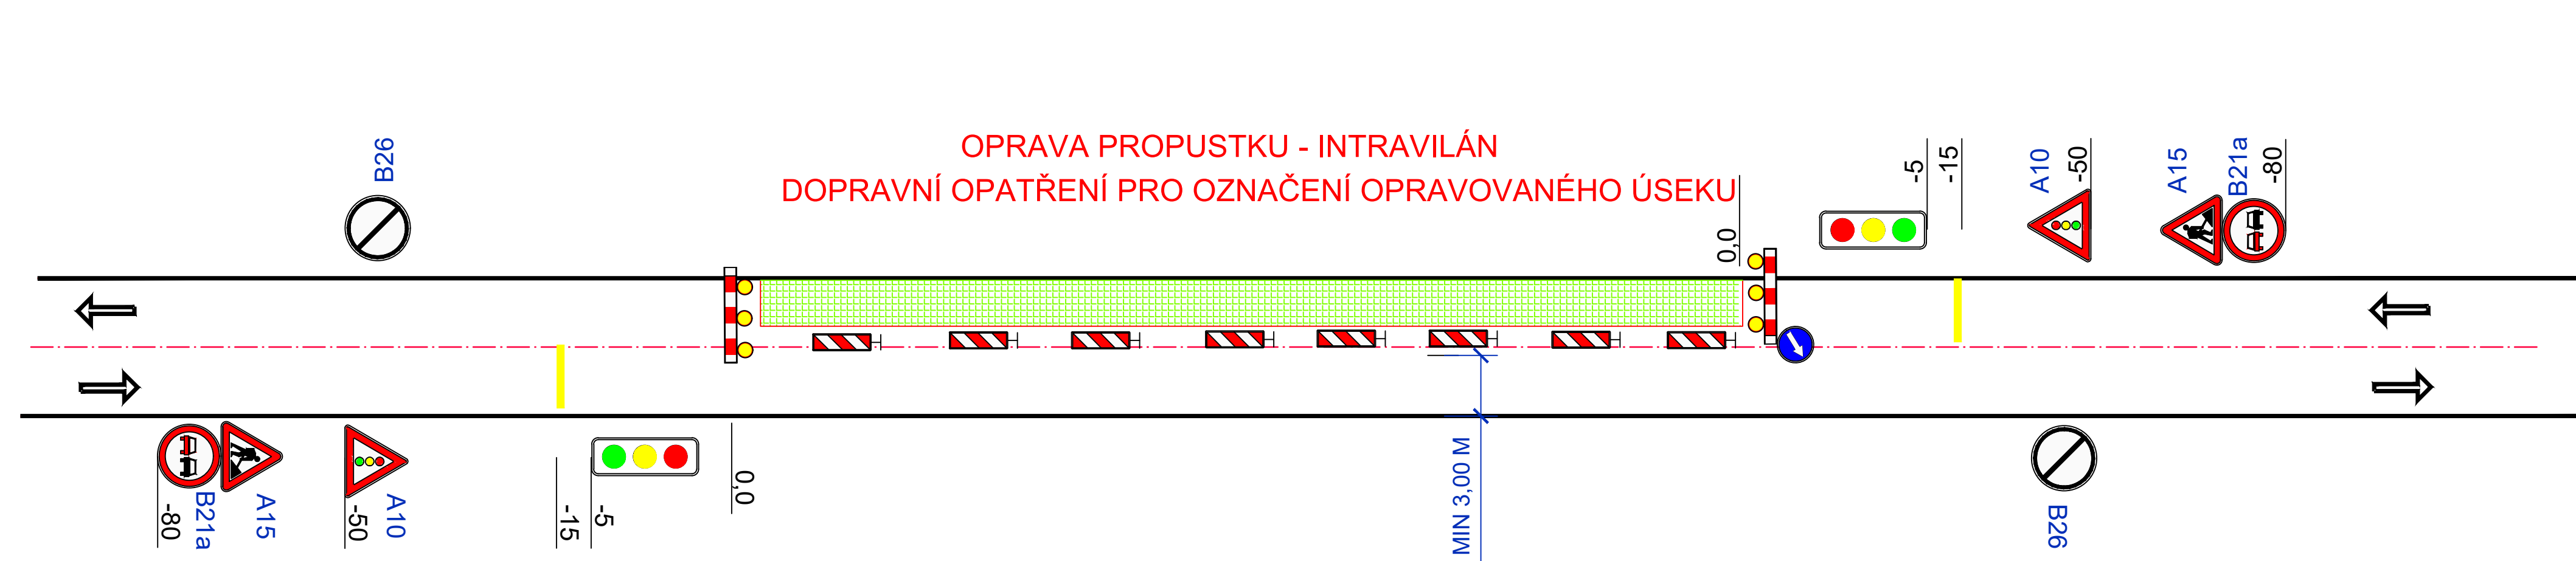 OPRAVA PROPUSTKU - INTRAVILÁN
DOPRAVNÍ OPATŘENÍ PRO OZNAČENÍ OPRAVOVANÉHO ÚSEKU
B26
0,0
-5
-15
A10
-50
A15
B21a
-80
-80
B21a
A15
-50
A10
-15
-5
0,0
MIN 3,00 M
B26